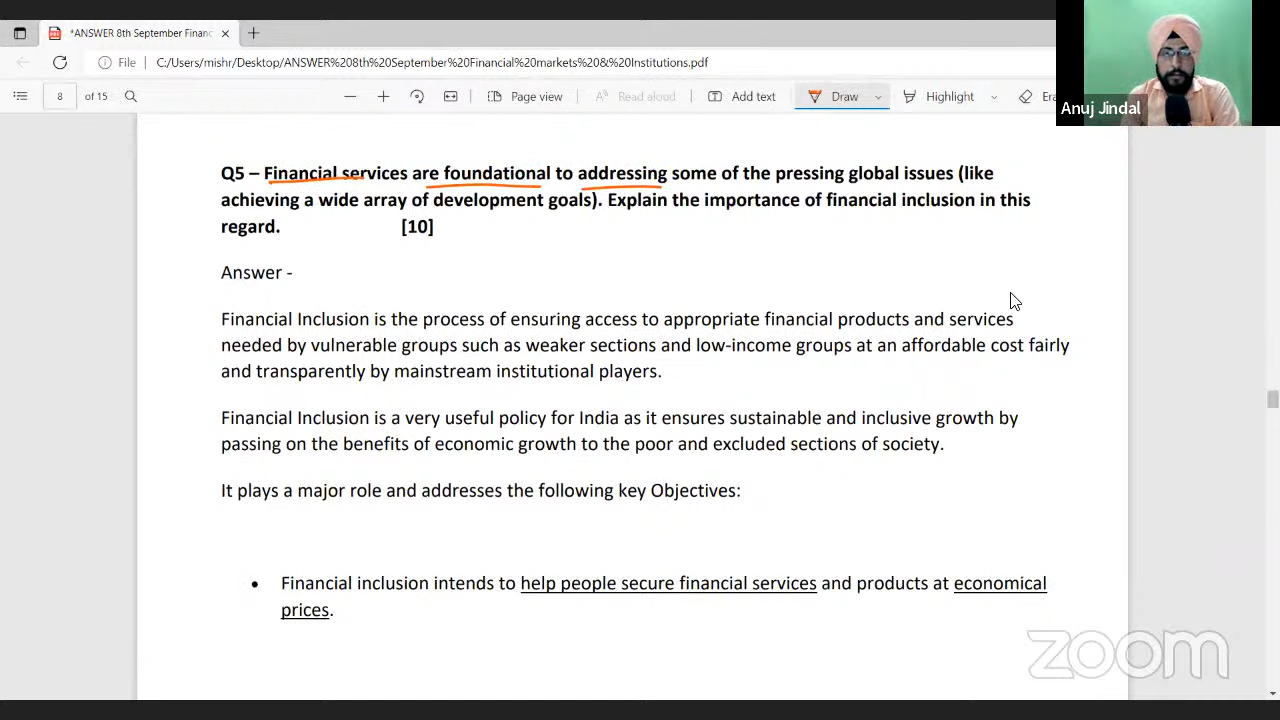 *ANSWER 8th September Financ
File
C:/Users/mishr/Desktop/ANSWER%208th%20September%20Financial%20markets%20&%20Institutions.pdf
8 of 15
Page view
Read aloud
Add text
Draw
Highlight
Era
Anuj Jindal
Q5 – Financial services are foundational to addressing some of the pressing global issues (like
achieving a wide array of development goals). Explain the importance of financial inclusion in this
regard. [10]
Answer -
Financial Inclusion is the process of ensuring access to appropriate financial products and services
needed by vulnerable groups such as weaker sections and low-income groups at an affordable cost fairly
and transparently by mainstream institutional players.
Financial Inclusion is a very useful policy for India as it ensures sustainable and inclusive growth by
passing on the benefits of economic growth to the poor and excluded sections of society.
It plays a major role and addresses the following key Objectives:
• Financial inclusion intends to help people secure financial services and products at economical
prices.
zoom